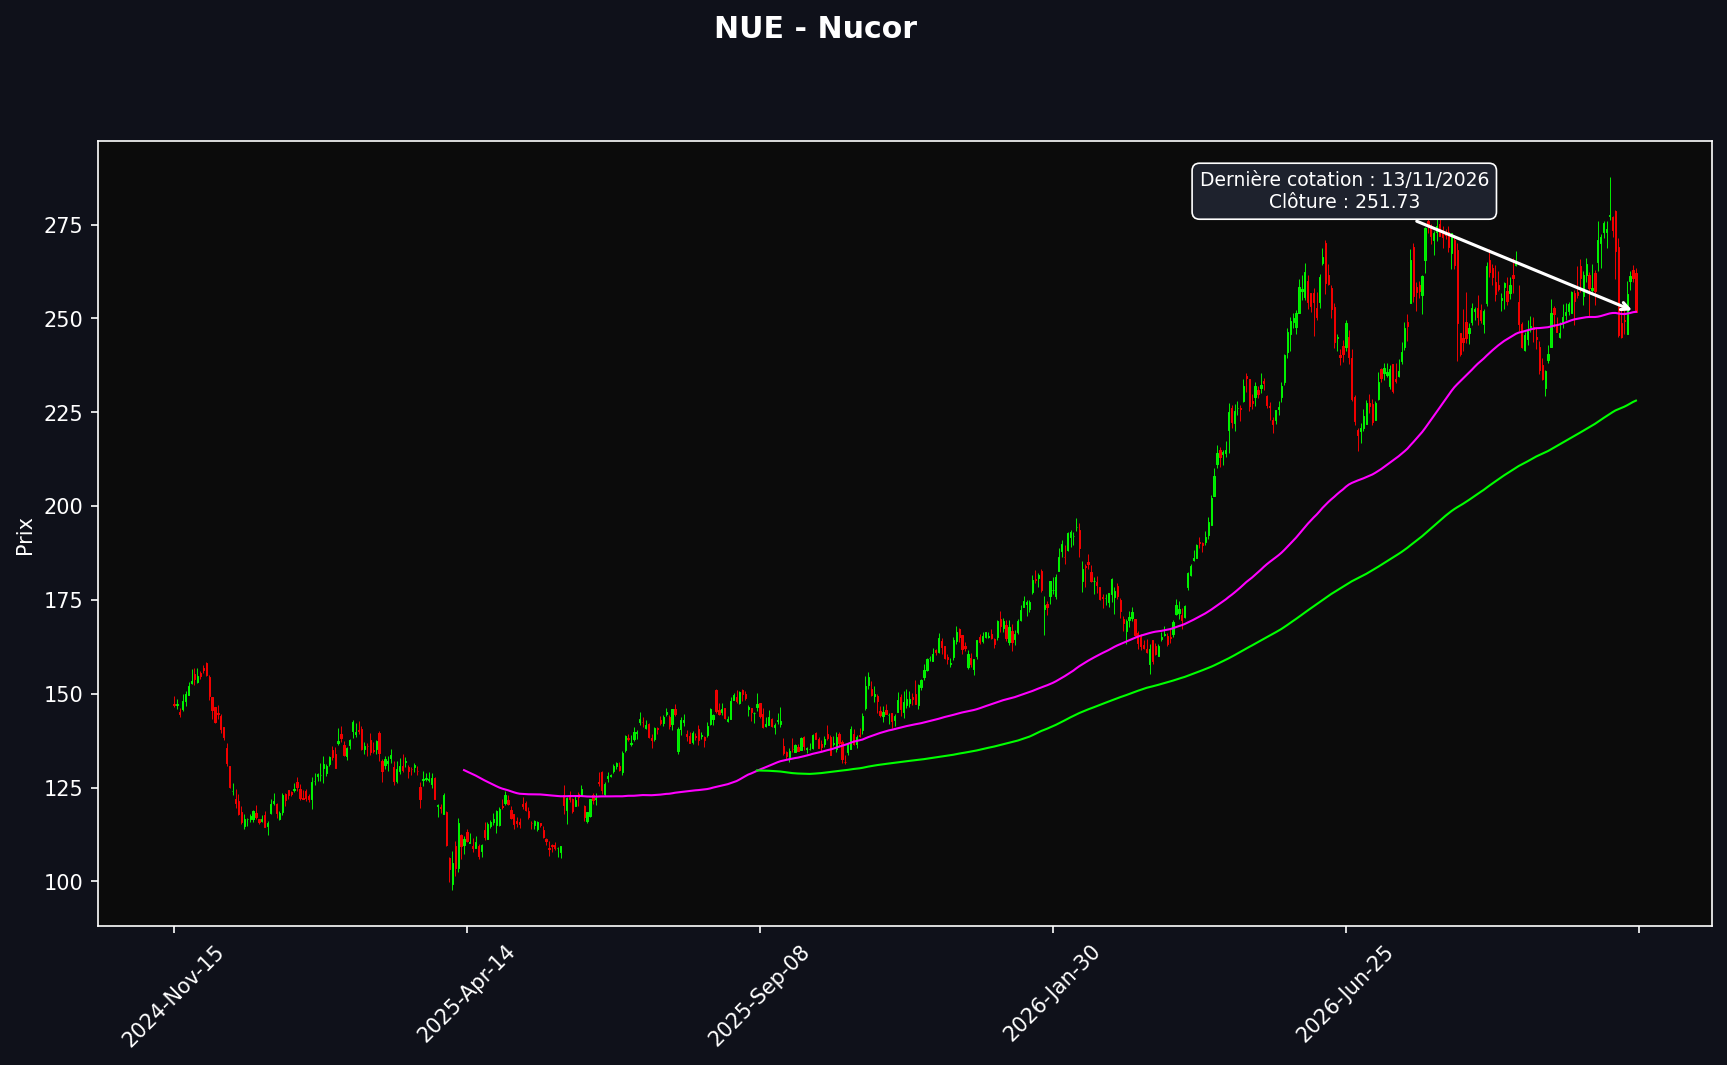 NUE - Nucor
Dernière cotation : 13/11/2026
Clôture : 251.73
275
250
225
200
175
150
125
100
Prix
2024-Nov-15
2025-Apr-14
2025-Sep-08
2026-Jan-30
2026-Jun-25